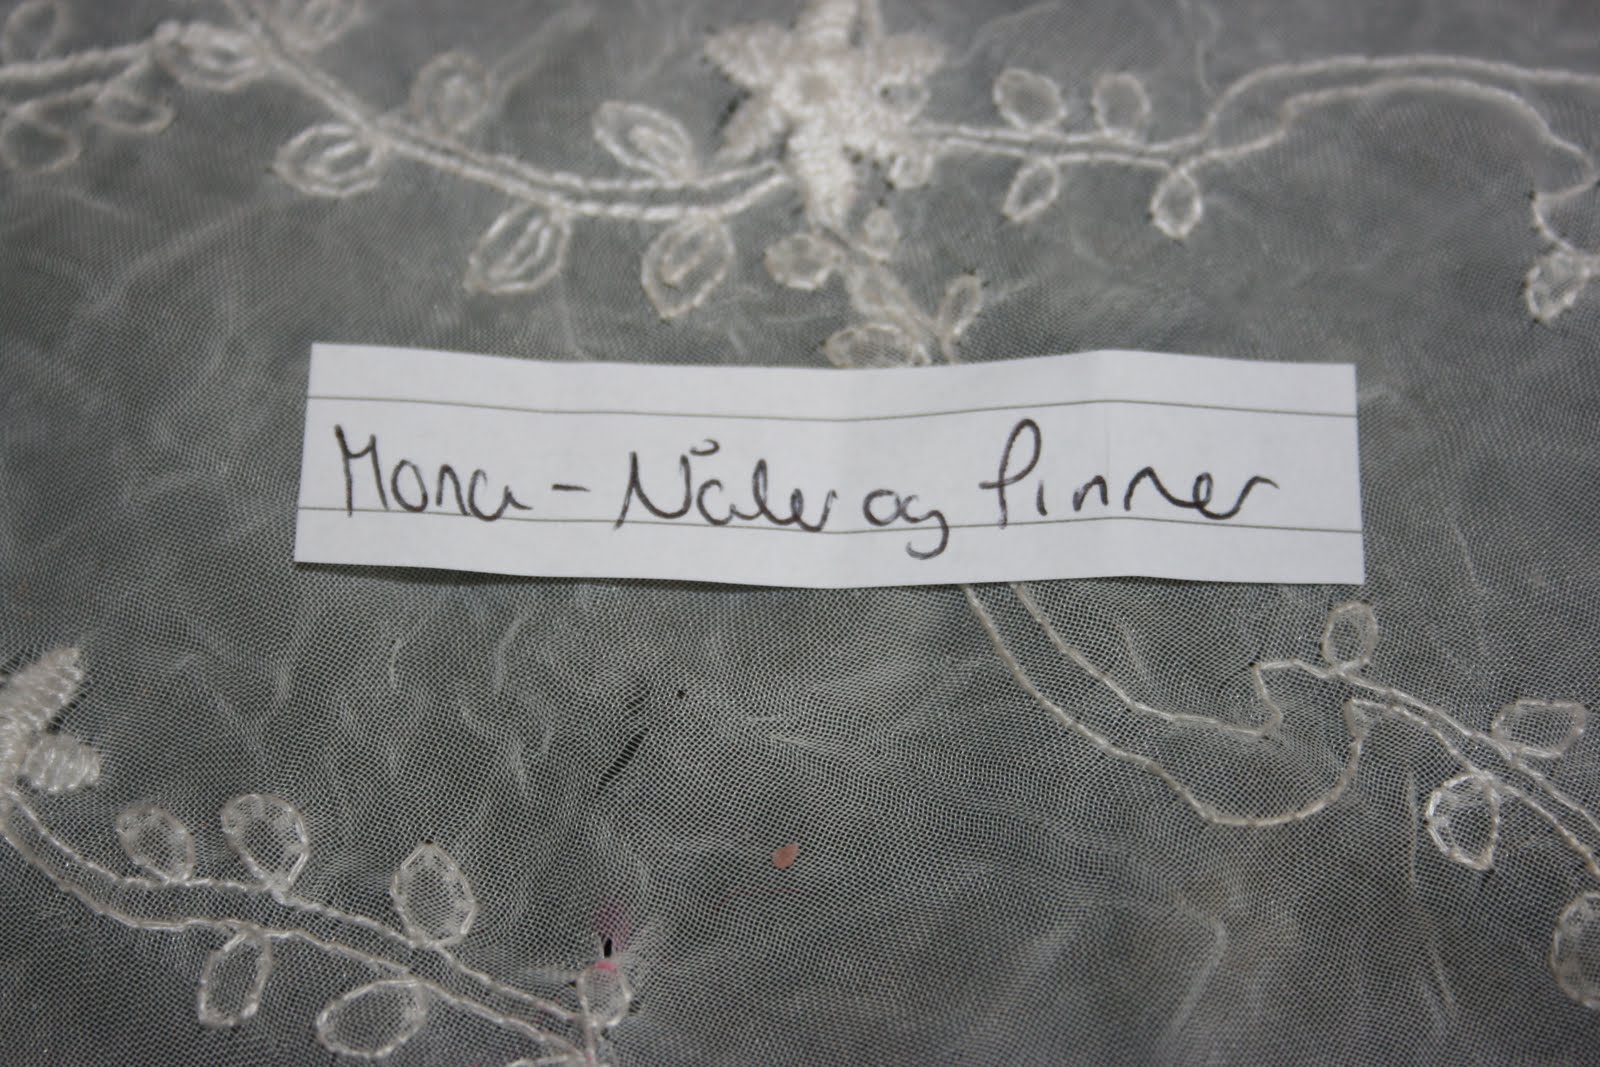 Mona - Nåler og Pinner